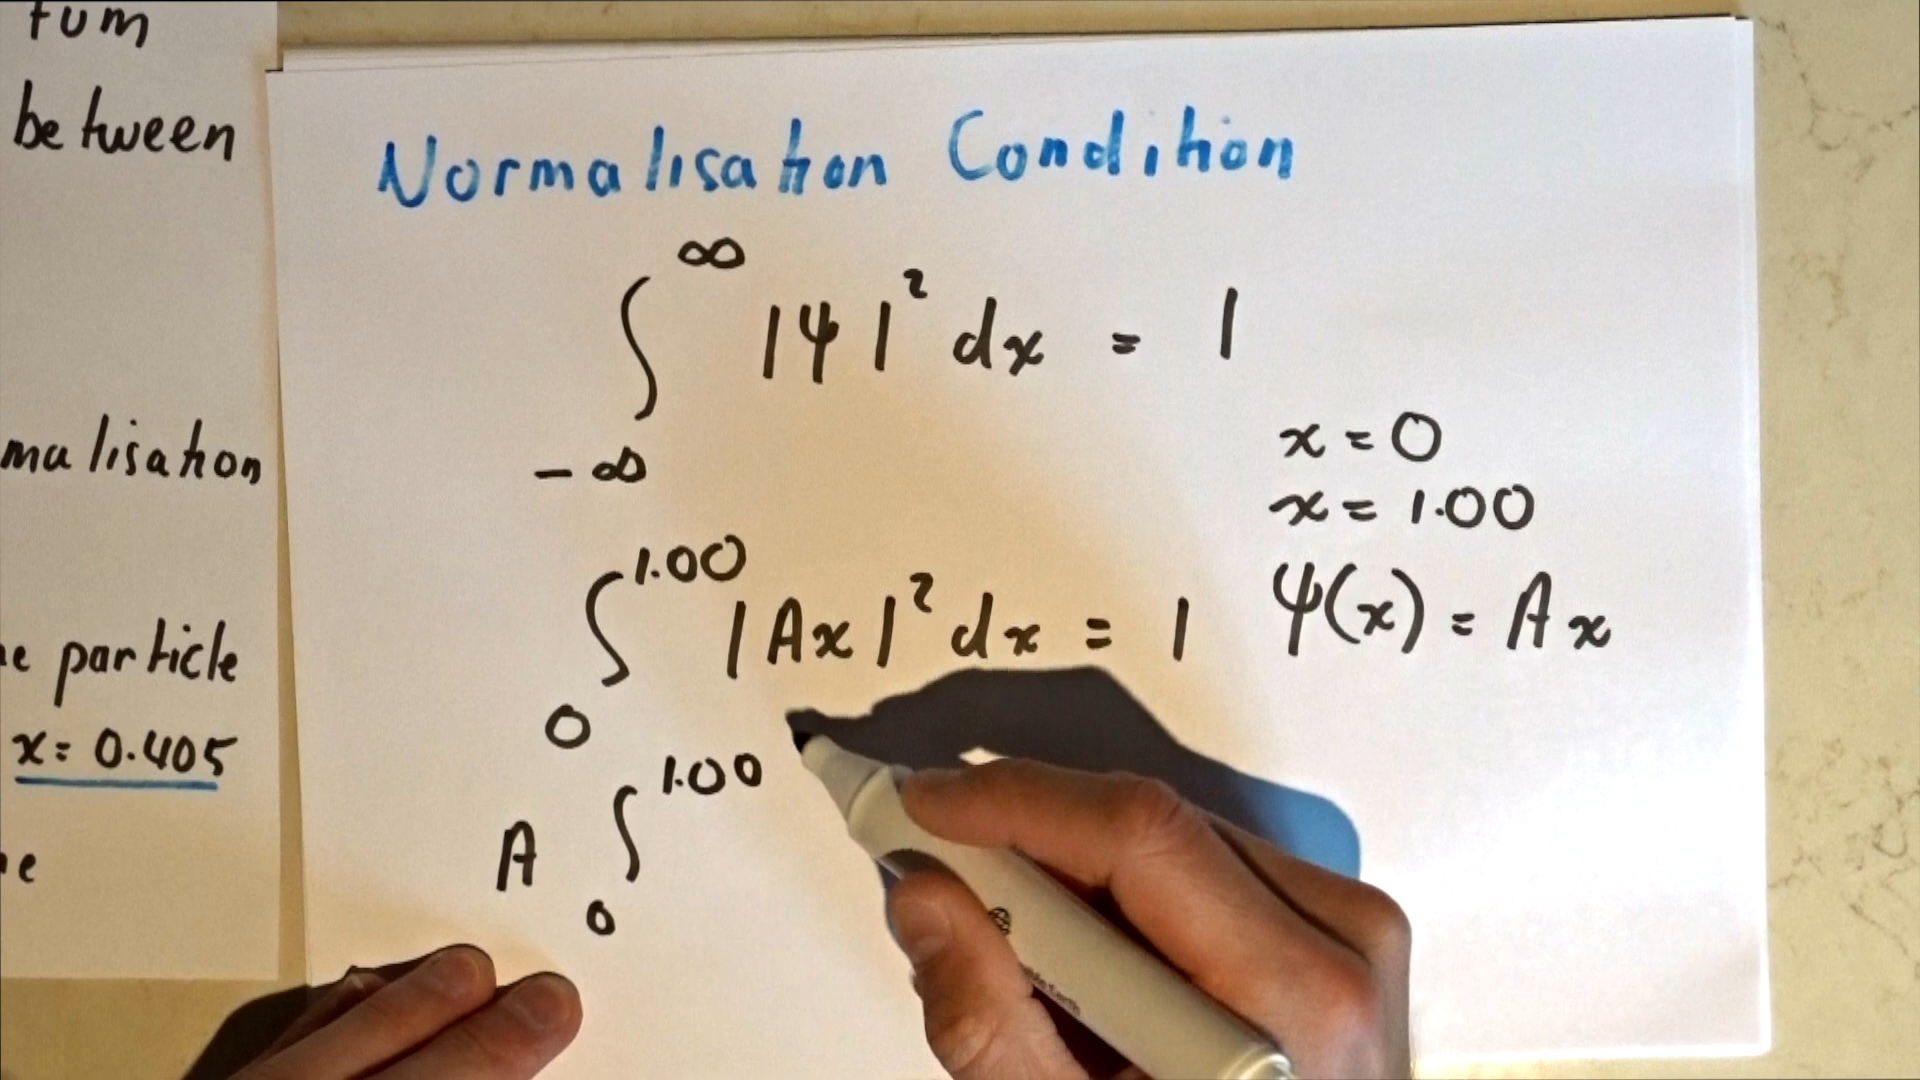 tum
between
malisation
particle
x = 0.405
Normalisation Condition
∞
∫ |ψ|² dx = 1
-∞
x = 0
x = 1.00
1.00
∫ |Ax|² dx = 1
0
ψ(x) = Ax
1.00
A ∫
0